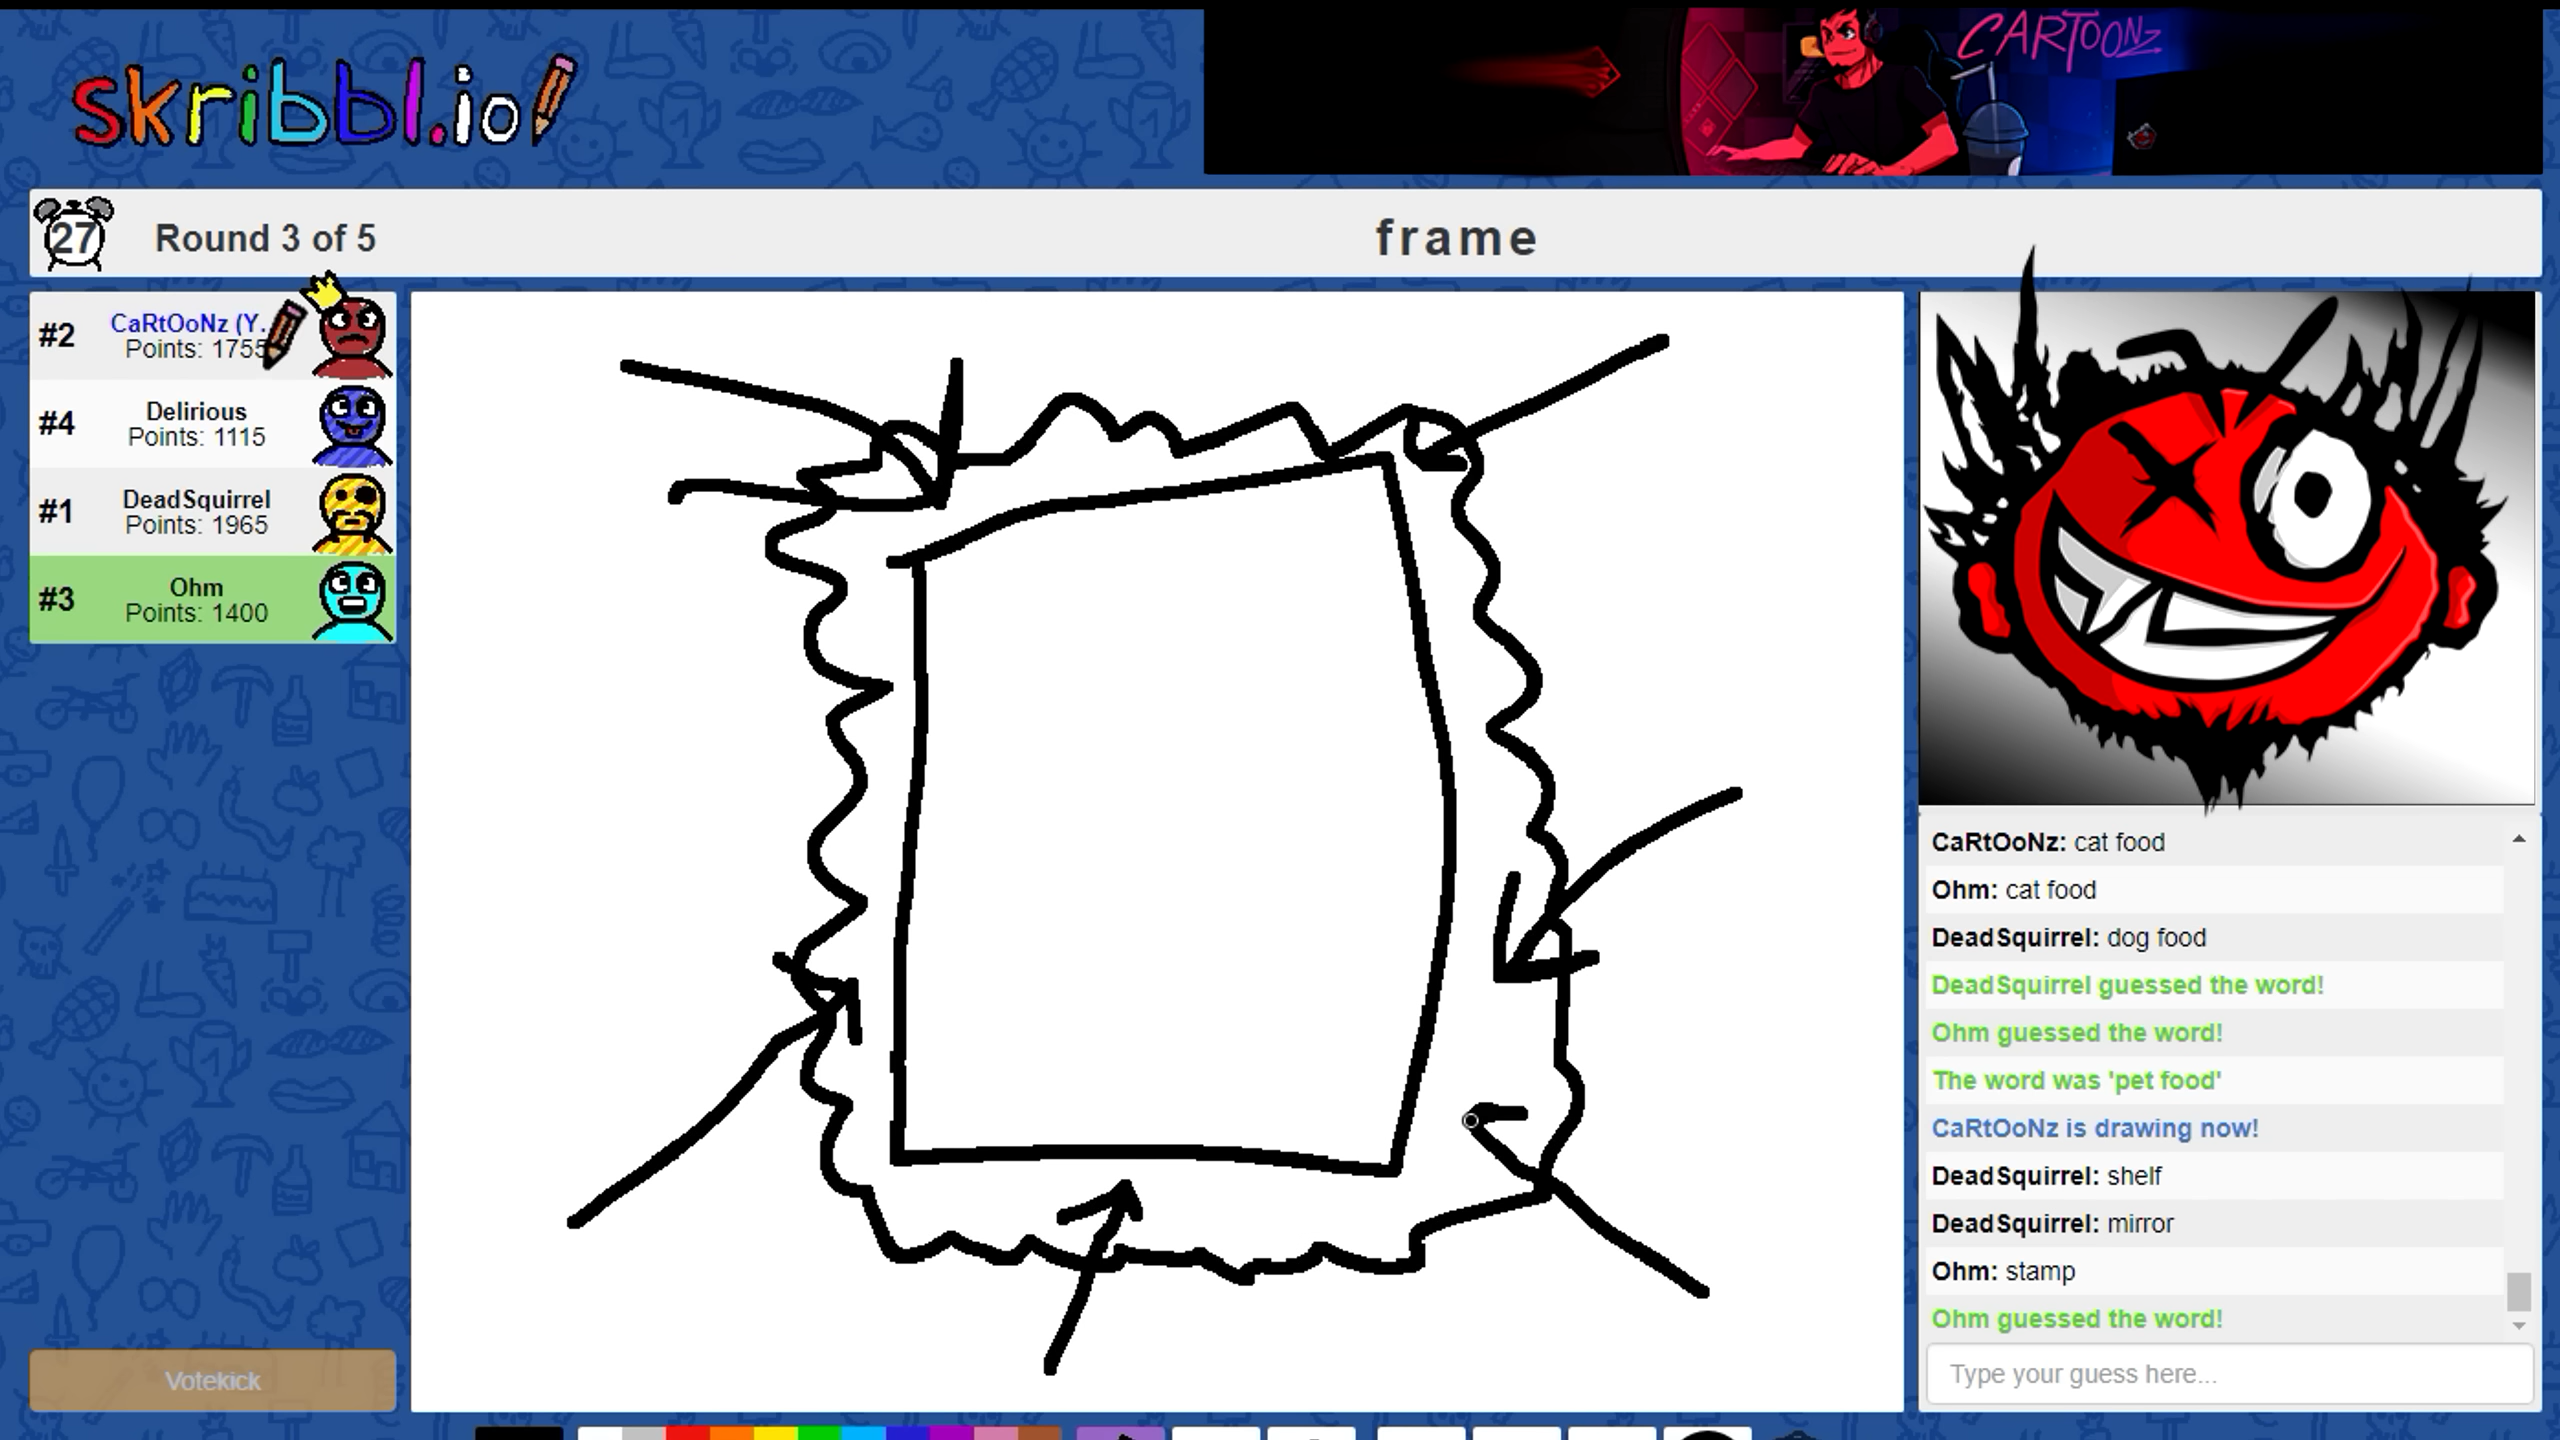 skribbl.io
CARTOONZ
27
Round 3 of 5
frame
#2
CaRtOoNz (Y.
Points: 1755
#4
Delirious
Points: 1115
#1
DeadSquirrel
Points: 1965
#3
Ohm
Points: 1400
CaRtOoNz: cat food
Ohm: cat food
DeadSquirrel: dog food
DeadSquirrel guessed the word!
Ohm guessed the word!
The word was 'pet food'
CaRtOoNz is drawing now!
DeadSquirrel: shelf
DeadSquirrel: mirror
Ohm: stamp
Ohm guessed the word!
Type your guess here...
Votekick